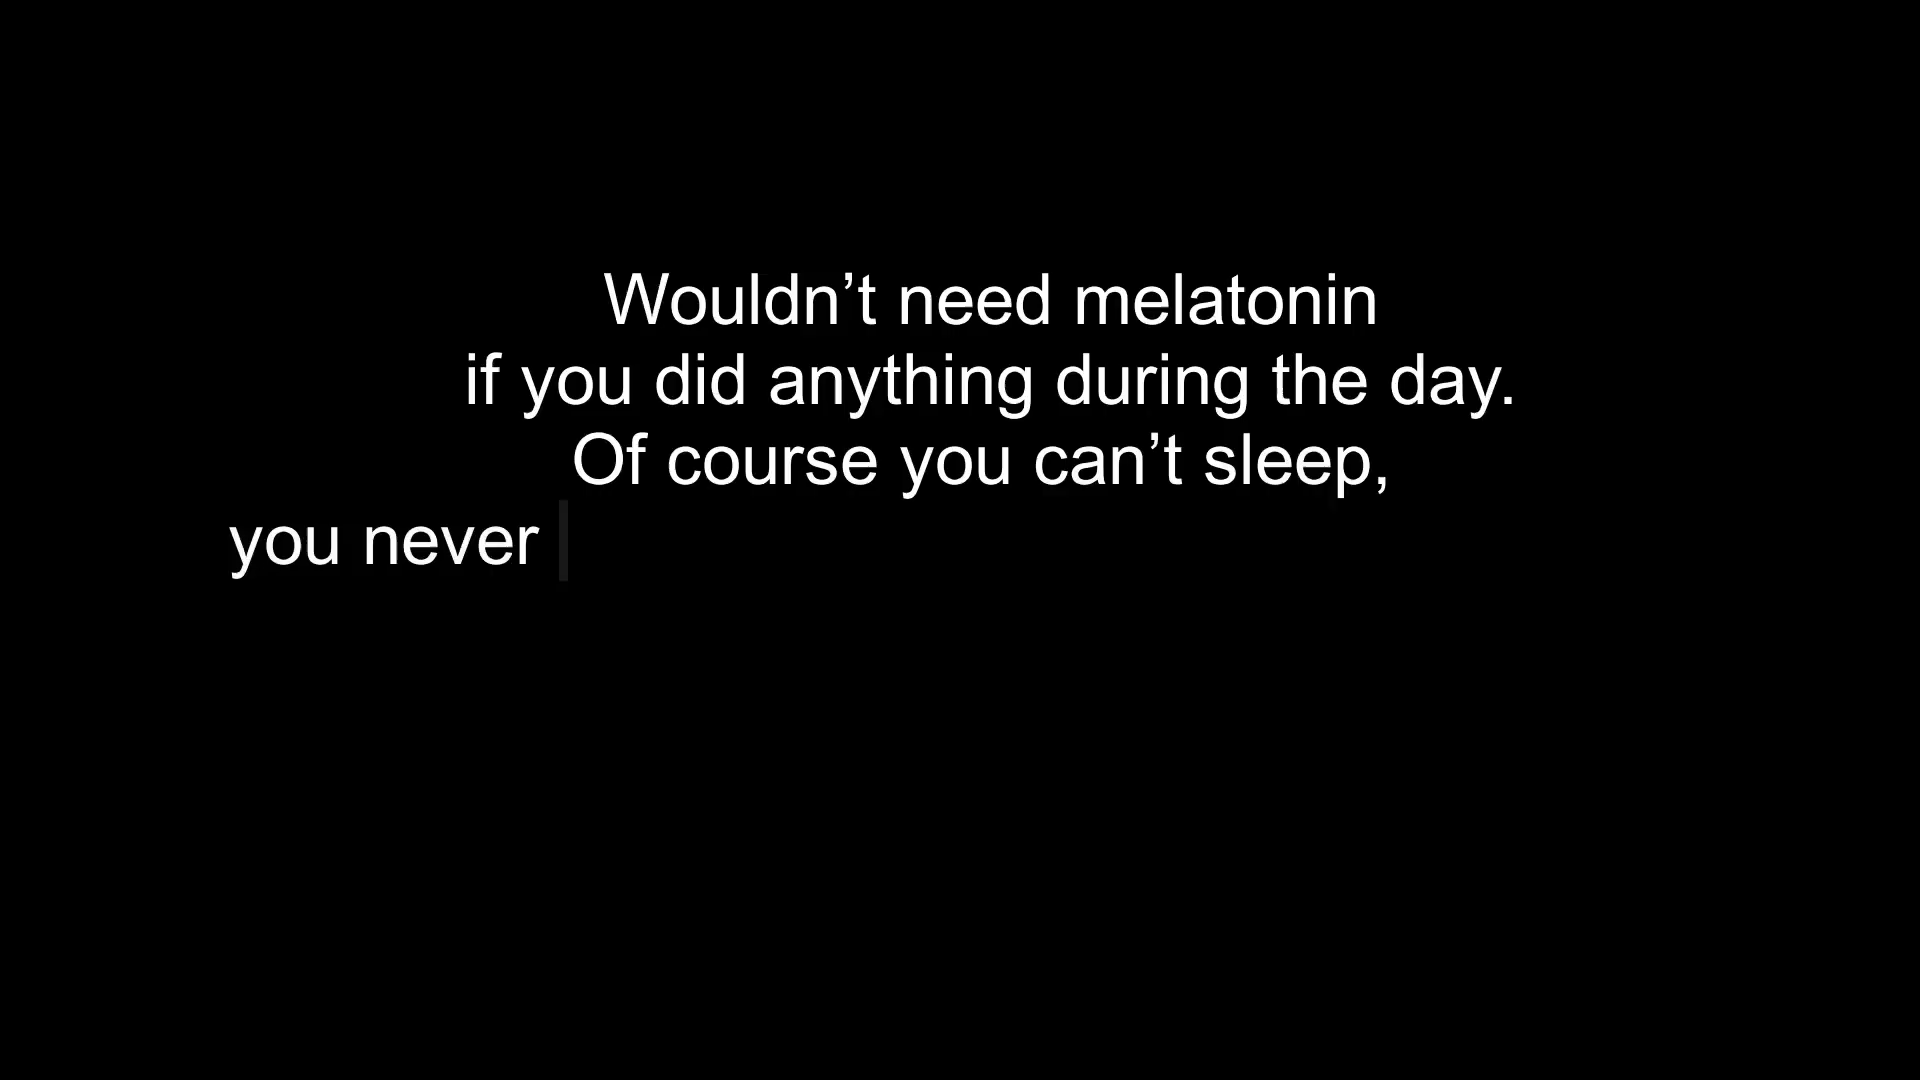 Wouldn’t need melatonin
if you did anything during the day.
Of course you can’t sleep,
you never